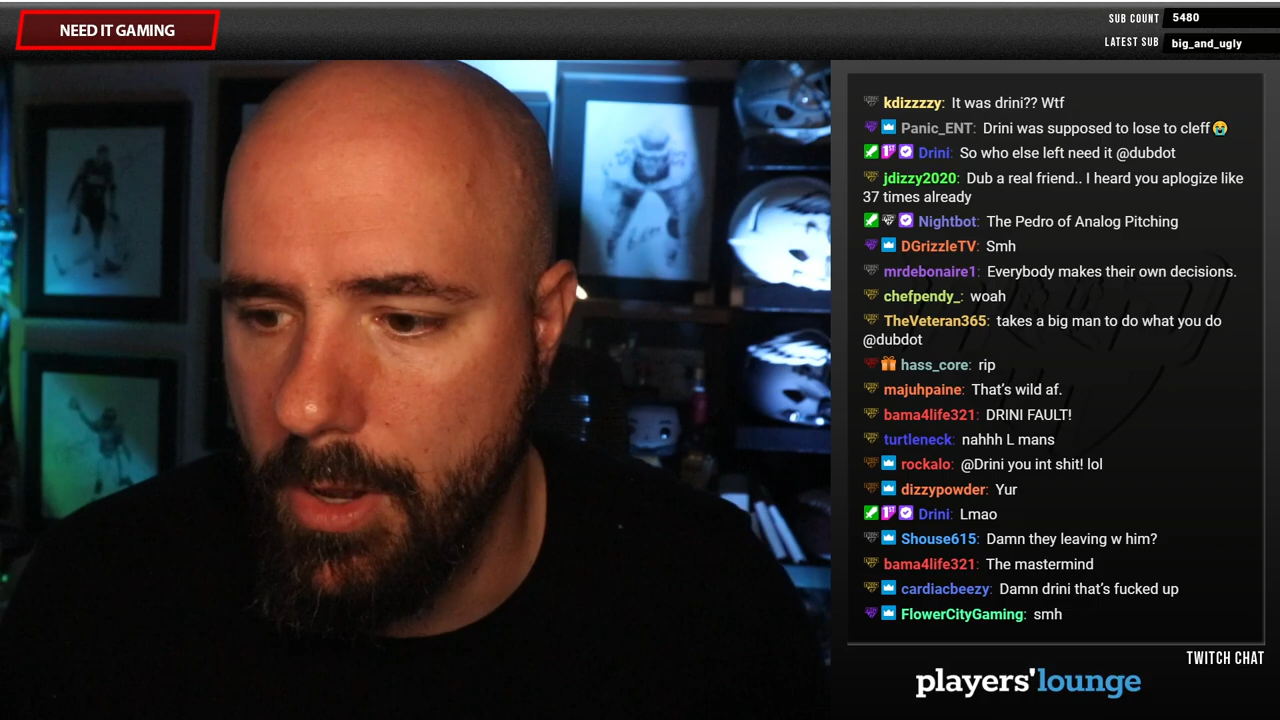 NEED IT GAMING
SUB COUNT 5480
LATEST SUB big_and_ugly
kdizzzzy: It was drini?? Wtf
Panic_ENT: Drini was supposed to lose to cleff😭
Drini: So who else left need it @dubdot
jdizzy2020: Dub a real friend.. I heard you aplogize like
37 times already
Nightbot: The Pedro of Analog Pitching
DGrizzleTV: Smh
mrdebonaire1: Everybody makes their own decisions.
chefpendy_: woah
TheVeteran365: takes a big man to do what you do
@dubdot
hass_core: rip
majuhpaine: That's wild af.
bama4life321: DRINI FAULT!
turtleneck: nahhh L mans
rockalo: @Drini you int shit! lol
dizzypowder: Yur
Drini: Lmao
Shouse615: Damn they leaving w him?
bama4life321: The mastermind
cardiacbeezy: Damn drini that's fucked up
FlowerCityGaming: smh
TWITCH CHAT
players'lounge